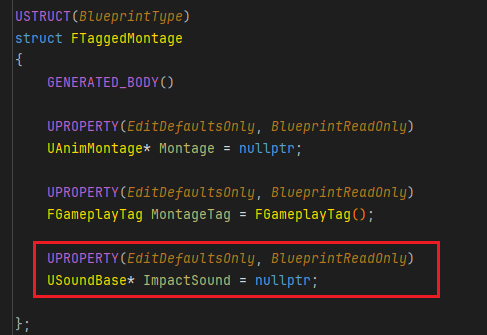 USTRUCT(BlueprintType)
struct FTaggedMontage
{
GENERATED_BODY()
UPROPERTY(EditDefaultsOnly, BlueprintReadOnly)
UAnimMontage* Montage = nullptr;
UPROPERTY(EditDefaultsOnly, BlueprintReadOnly)
FGameplayTag MontageTag = FGameplayTag();
UPROPERTY(EditDefaultsOnly, BlueprintReadOnly)
USoundBase* ImpactSound = nullptr;
};